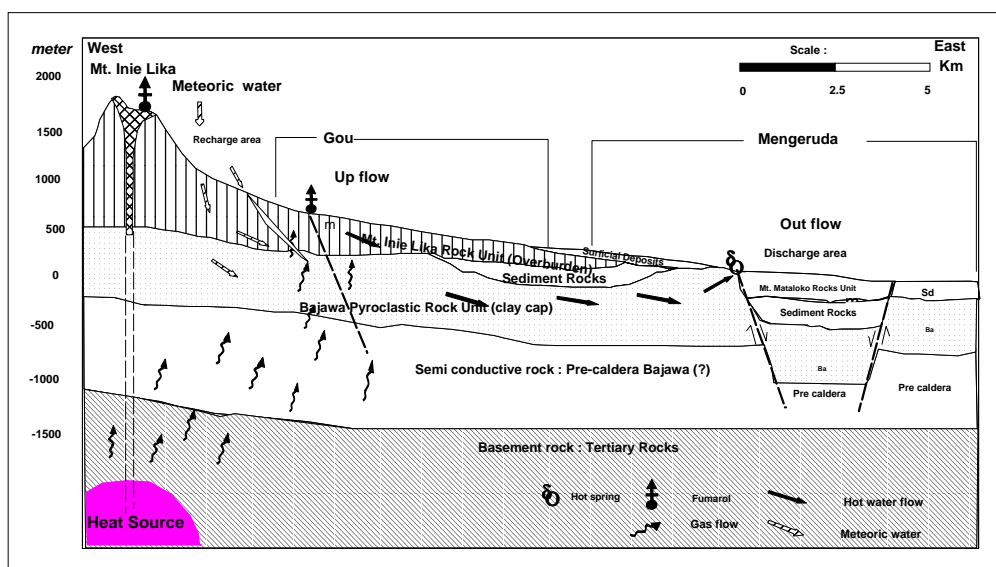 meter
West
East
Mt. Inie Lika
Scale :
Km
0
2.5
5
2000
1500
1000
500
0
-500
-1000
-1500
Meteoric water
Recharge area
Gou
Mengeruda
Up flow
Out flow
Discharge area
m
Mt. Inie Lika Rock Unit (Overburden)
Surficial Deposits
Sediment Rocks
Mt. Mataloko Rocks Unit
Sd
Sediment Rocks
Bajawa Pyroclastic Rock Unit (clay cap)
Ba
Ba
Semi conductive rock : Pre-caldera Bajawa (?)
Pre caldera
Pre caldera
Basement rock : Tertiary Rocks
Heat Source
Hot spring
Fumarol
Hot water flow
Gas flow
Meteoric water